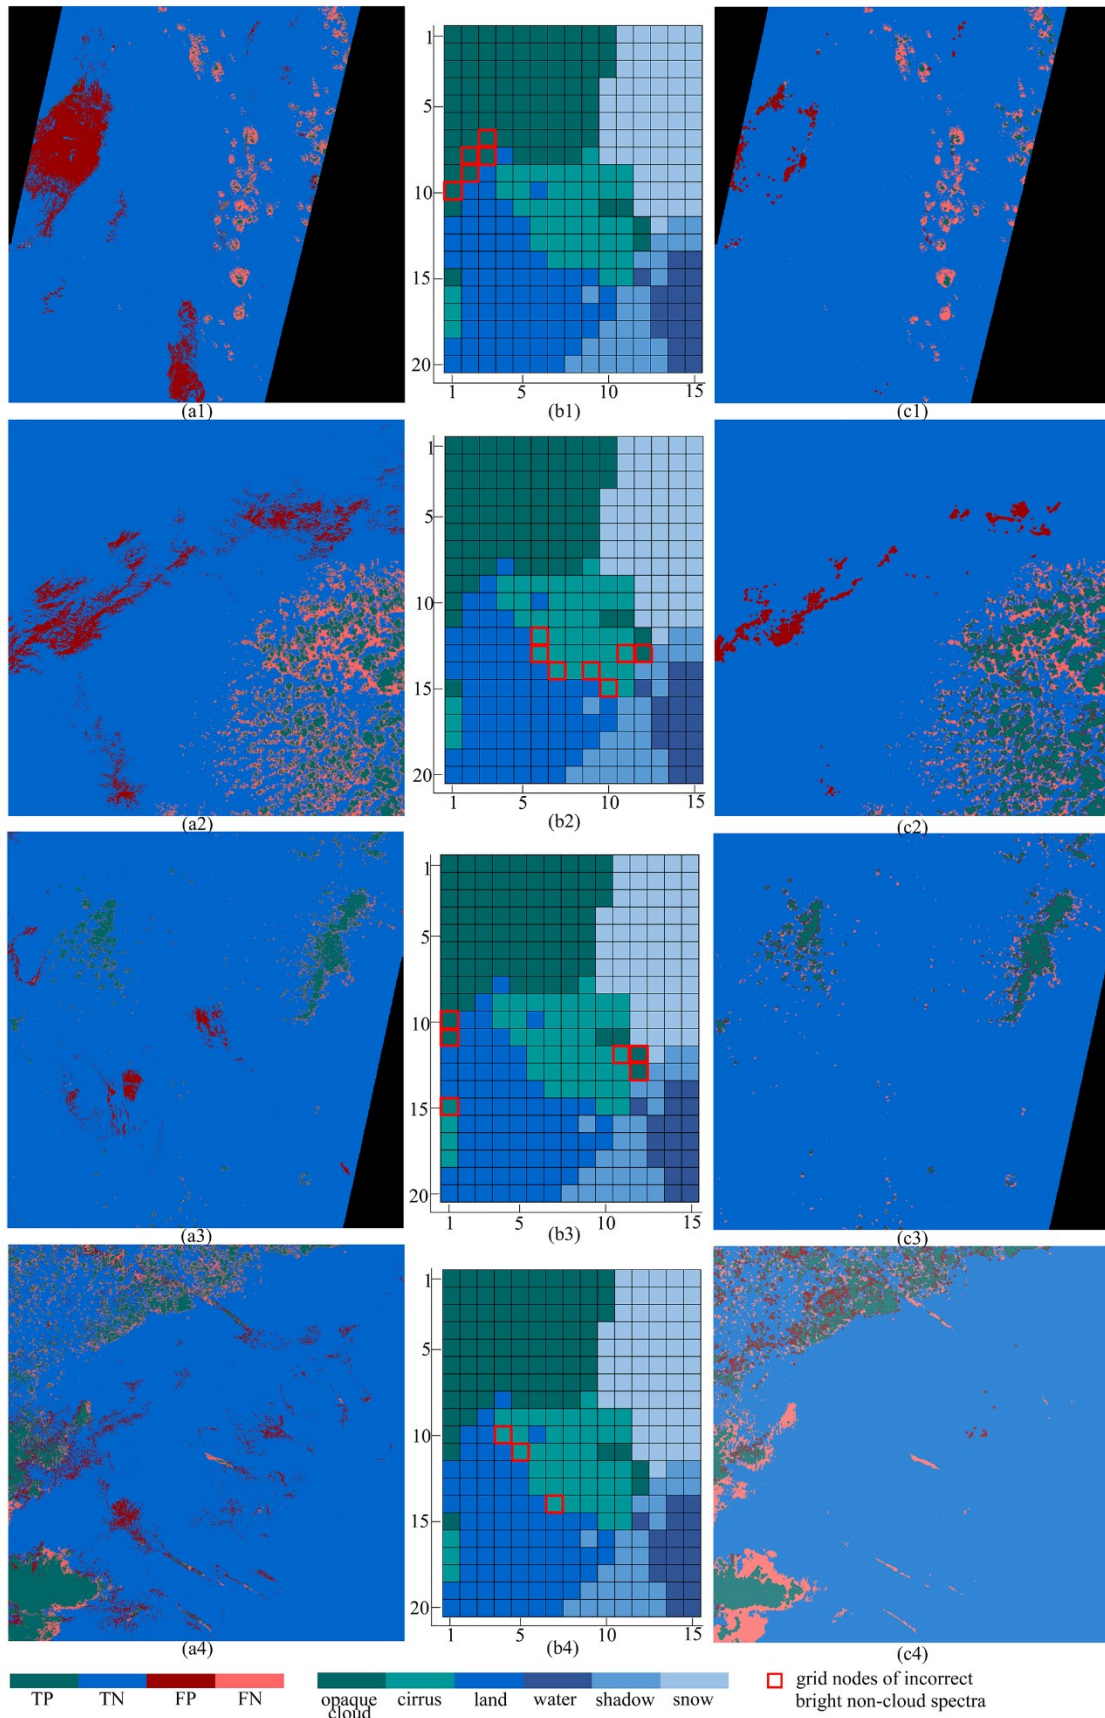 1
5
10
15
20
1 5 10 15
(a1) (b1) (c1)
1
5
10
15
20
1 5 10 15
(a2) (b2) (c2)
1
5
10
15
20
1 5 10 15
(a3) (b3) (c3)
1
5
10
15
20
1 5 10 15
(a4) (b4) (c4)
TP TN FP FN
opaque cirrus land water shadow snow
cloud
grid nodes of incorrect
bright non-cloud spectra